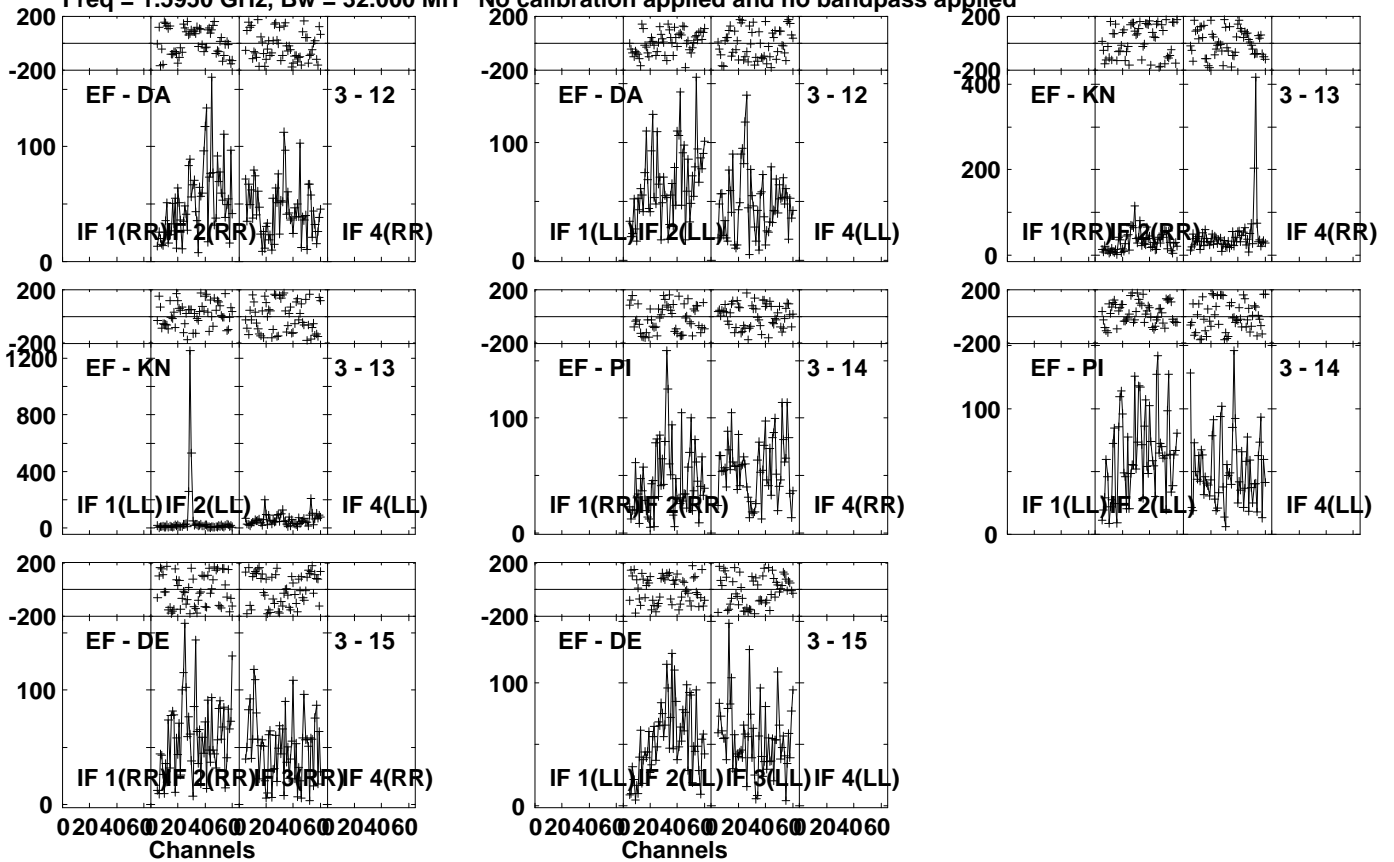 Freq = 1.5950 GHz, Bw = 32.000 MH No calibration applied and no bandpass applied
200
-200
EF - DA
3 - 12
100
0
IF 1(RR)
IF 2(RR)
IF 4(RR)
EF - DA
3 - 12
100
0
IF 1(LL)
IF 2(LL)
IF 4(LL)
200
-200
400
EF - KN
3 - 13
200
0
IF 1(RR)
IF 2(RR)
IF 4(RR)
200
-200
1200
EF - KN
3 - 13
800
400
0
IF 1(LL)
IF 2(LL)
IF 4(LL)
EF - PI
3 - 14
100
0
IF 1(RR)
IF 2(RR)
IF 4(RR)
200
-200
EF - PI
3 - 14
100
0
IF 1(LL)
IF 2(LL)
IF 4(LL)
200
-200
EF - DE
3 - 15
100
0
IF 1(RR)
IF 2(RR)
IF 3(RR)
IF 4(RR)
0 20 40 60 0 20 40 60 0 20 40 60 0 20 40 60
Channels
EF - DE
3 - 15
100
0
IF 1(LL)
IF 2(LL)
IF 3(LL)
IF 4(LL)
0 20 40 60 0 20 40 60 0 20 40 60 0 20 40 60
Channels